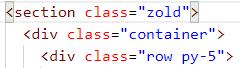 <section class="zold">
<div class="container">
<div class="row py-5">